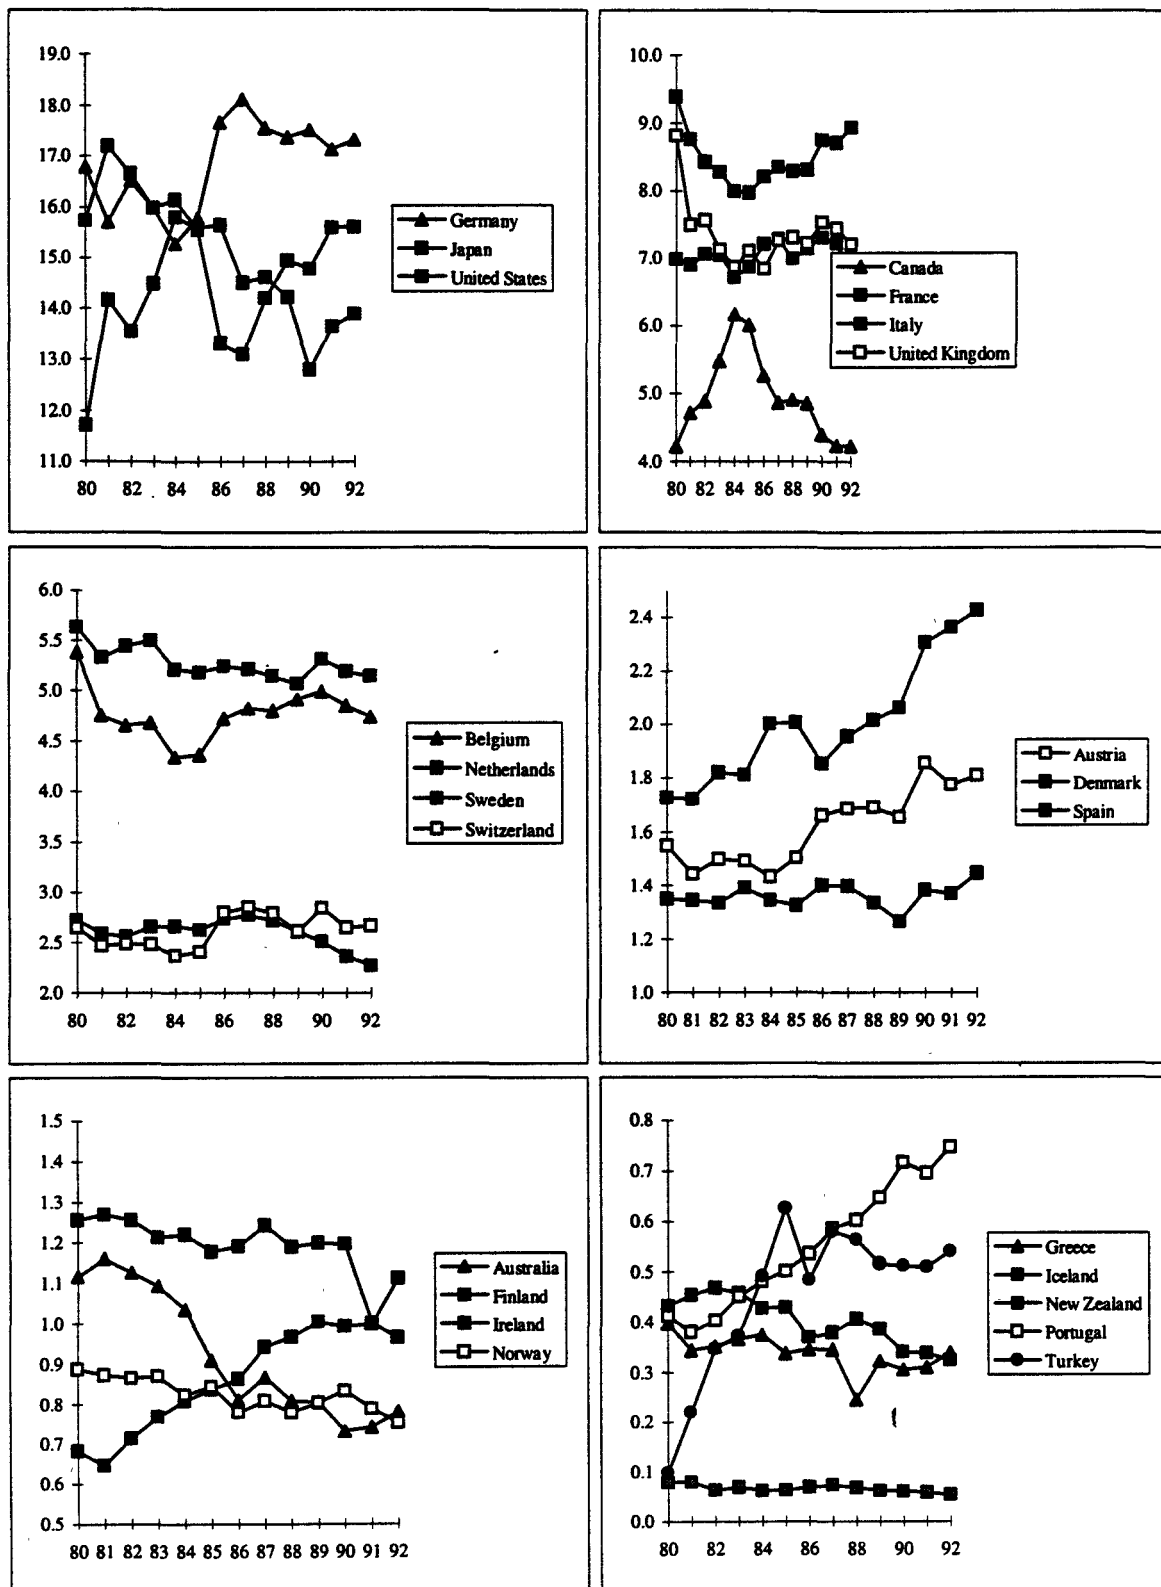 19.0
18.0
17.0
16.0
15.0
14.0
13.0
12.0
11.0
80 82 84 86 88 90 92
Germany
Japan
United States
10.0
9.0
8.0
7.0
6.0
5.0
4.0
80 82 84 86 88 90 92
Canada
France
Italy
United Kingdom
6.0
5.5
5.0
4.5
4.0
3.5
3.0
2.5
2.0
80 82 84 86 88 90 92
Belgium
Netherlands
Sweden
Switzerland
2.4
2.2
2.0
1.8
1.6
1.4
1.2
1.0
80 81 82 83 84 85 86 87 88 89 90 91 92
Austria
Denmark
Spain
1.5
1.4
1.3
1.2
1.1
1.0
0.9
0.8
0.7
0.6
0.5
80 81 82 83 84 85 86 87 88 89 90 91 92
Australia
Finland
Ireland
Norway
0.8
0.7
0.6
0.5
0.4
0.3
0.2
0.1
0.0
80 82 84 86 88 90 92
Greece
Iceland
New Zealand
Portugal
Turkey